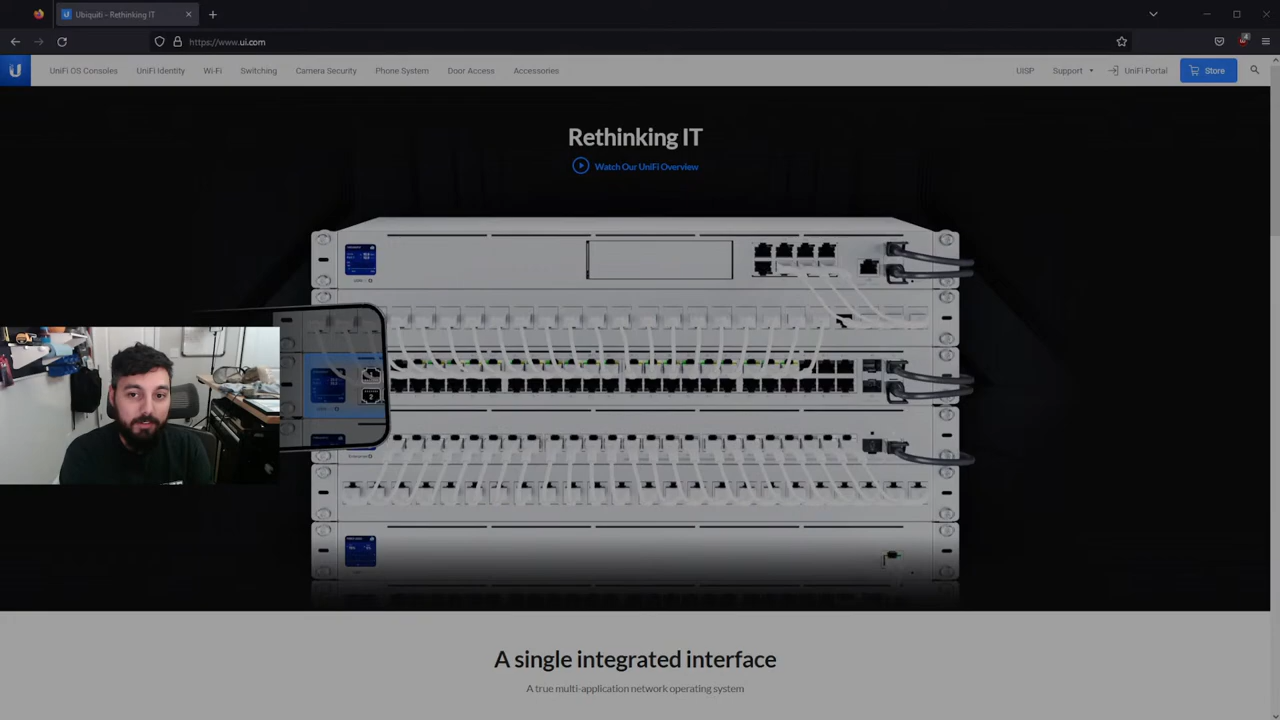 Ubiquiti - Rethinking IT
https://www.ui.com
4
UniFi OS Consoles UniFi Identity Wi-Fi Switching Camera Security Phone System Door Access Accessories UISP Support UniFi Portal Store
Rethinking IT
Watch Our UniFi Overview
2
A single integrated interface
A true multi-application network operating system